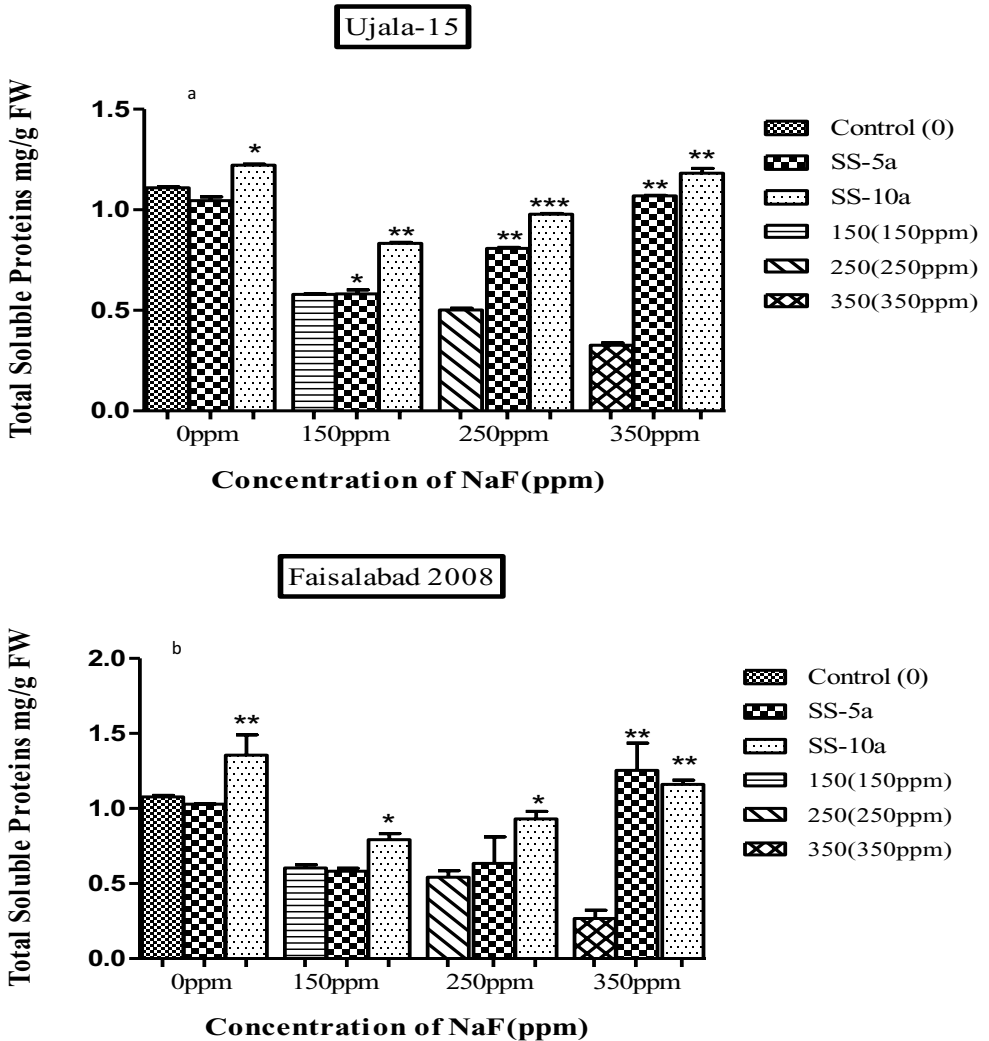 Ujala-15
a
Total Soluble Proteins mg/g FW
1.5
1.0
0.5
0.0
* * ** ** *** ** **
0ppm 150ppm 250ppm 350ppm
Concentration of NaF(ppm)
Control (0)
SS-5a
SS-10a
150(150ppm)
250(250ppm)
350(350ppm)
Faisalabad 2008
b
Total Soluble Proteins mg/g FW
2.0
1.5
1.0
0.5
0.0
** * * ** **
0ppm 150ppm 250ppm 350ppm
Concentration of NaF(ppm)
Control (0)
SS-5a
SS-10a
150(150ppm)
250(250ppm)
350(350ppm)